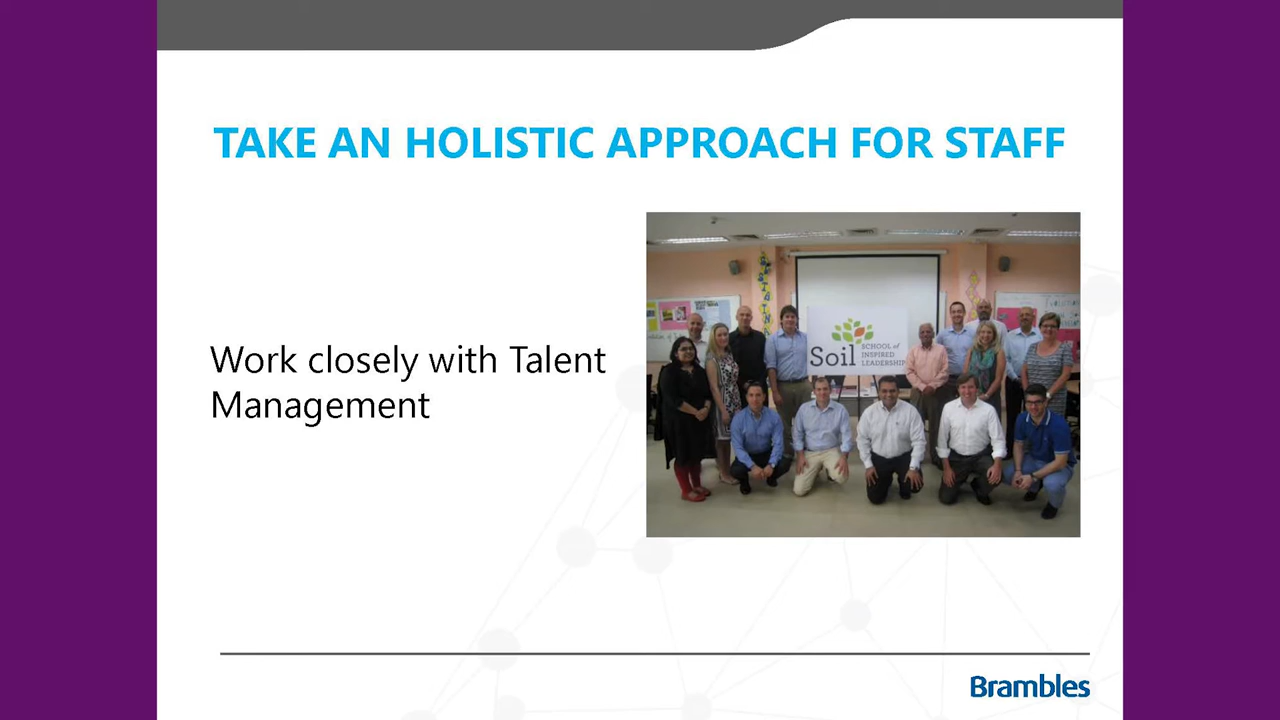 TAKE AN HOLISTIC APPROACH FOR STAFF
Work closely with Talent
Management
Soil
SCHOOL of
INSPIRED
LEADERSHIP
Brambles